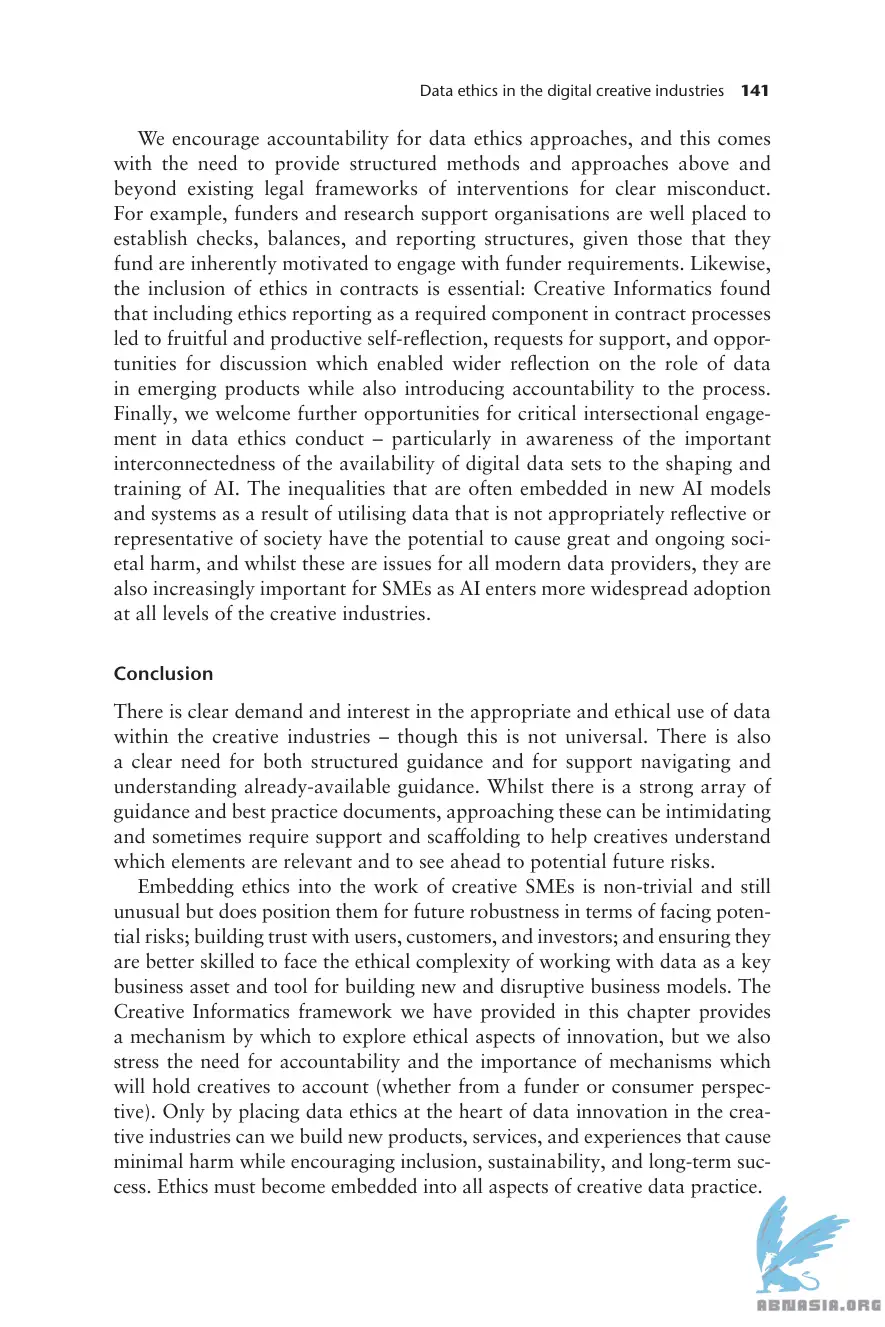 Data ethics in the digital creative industries 141
We encourage accountability for data ethics approaches, and this comes
with the need to provide structured methods and approaches above and
beyond existing legal frameworks of interventions for clear misconduct.
For example, funders and research support organisations are well placed to
establish checks, balances, and reporting structures, given those that they
fund are inherently motivated to engage with funder requirements. Likewise,
the inclusion of ethics in contracts is essential: Creative Informatics found
that including ethics reporting as a required component in contract processes
led to fruitful and productive self-reflection, requests for support, and oppor-
tunities for discussion which enabled wider reflection on the role of data
in emerging products while also introducing accountability to the process.
Finally, we welcome further opportunities for critical intersectional engage-
ment in data ethics conduct – particularly in awareness of the important
interconnectedness of the availability of digital data sets to the shaping and
training of AI. The inequalities that are often embedded in new AI models
and systems as a result of utilising data that is not appropriately reflective or
representative of society have the potential to cause great and ongoing soci-
etal harm, and whilst these are issues for all modern data providers, they are
also increasingly important for SMEs as AI enters more widespread adoption
at all levels of the creative industries.
Conclusion
There is clear demand and interest in the appropriate and ethical use of data
within the creative industries – though this is not universal. There is also
a clear need for both structured guidance and for support navigating and
understanding already-available guidance. Whilst there is a strong array of
guidance and best practice documents, approaching these can be intimidating
and sometimes require support and scaffolding to help creatives understand
which elements are relevant and to see ahead to potential future risks.
Embedding ethics into the work of creative SMEs is non-trivial and still
unusual but does position them for future robustness in terms of facing poten-
tial risks; building trust with users, customers, and investors; and ensuring they
are better skilled to face the ethical complexity of working with data as a key
business asset and tool for building new and disruptive business models. The
Creative Informatics framework we have provided in this chapter provides
a mechanism by which to explore ethical aspects of innovation, but we also
stress the need for accountability and the importance of mechanisms which
will hold creatives to account (whether from a funder or consumer perspec-
tive). Only by placing data ethics at the heart of data innovation in the crea-
tive industries can we build new products, services, and experiences that cause
minimal harm while encouraging inclusion, sustainability, and long-term suc-
cess. Ethics must become embedded into all aspects of creative data practice.
ABNASIA.ORG